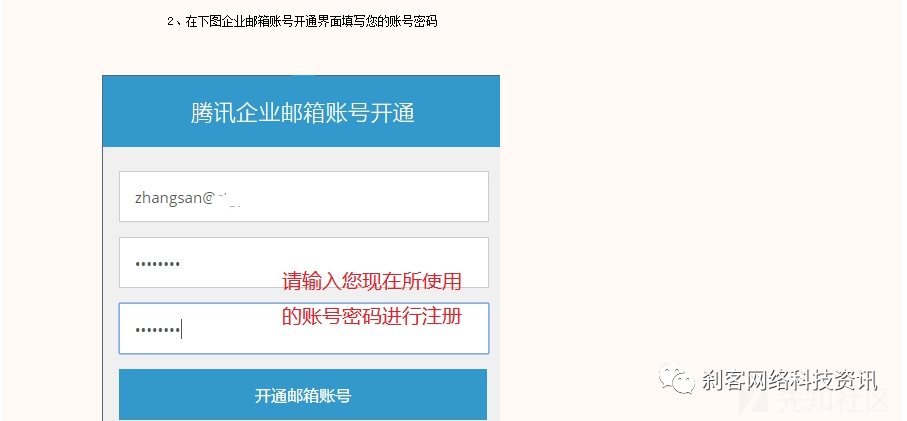 2、在下图企业邮箱账号开通界面填写您的账号密码
腾讯企业邮箱账号开通
zhangsan@
请输入您现在所使用
的账号密码进行注册
开通邮箱账号
刹客网络科技资讯
先知社区